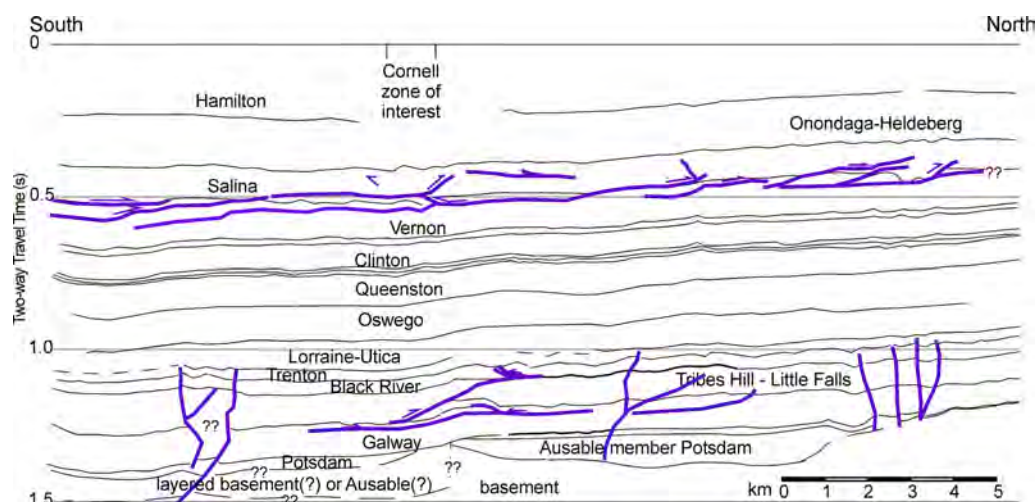 South
North
0
Cornell
zone of
interest
Hamilton
Onondaga-Heldeberg
??
Salina
0.5
Vernon
Two-way Travel Time (s)
Clinton
Queenston
Oswego
1.0
Lorraine-Utica
Trenton
Black River
Tribes Hill - Little Falls
??
Galway
Ausable member Potsdam
Potsdam
??
??
layered basement(?) or Ausable(?)
basement
??
1.5
km 0 1 2 3 4 5